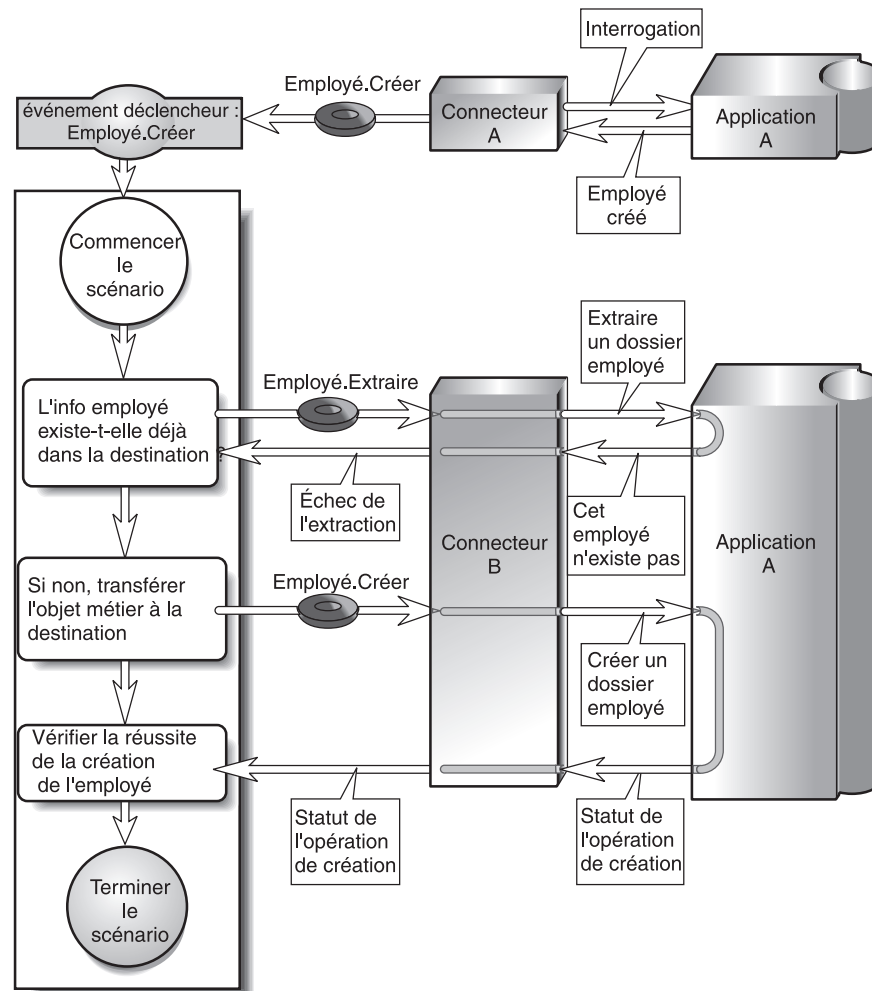 Interrogation
Employé.Créer
événement déclencheur :
Employé.Créer
Connecteur
A
Application
A
Employé
créé
Commencer
le
scénario
Extraire
un dossier
employé
Employé.Extraire
L'info employé
existe-t-elle déjà
dans la destination ?
Échec de
l'extraction
Cet
employé
n'existe pas
Connecteur
B
Application
A
Si non, transférer
l'objet métier à la
destination
Employé.Créer
Créer un
dossier
employé
Vérifier la réussite
de la création
de l'employé
Statut de
l'opération
de création
Statut de
l'opération
de création
Terminer
le
scénario